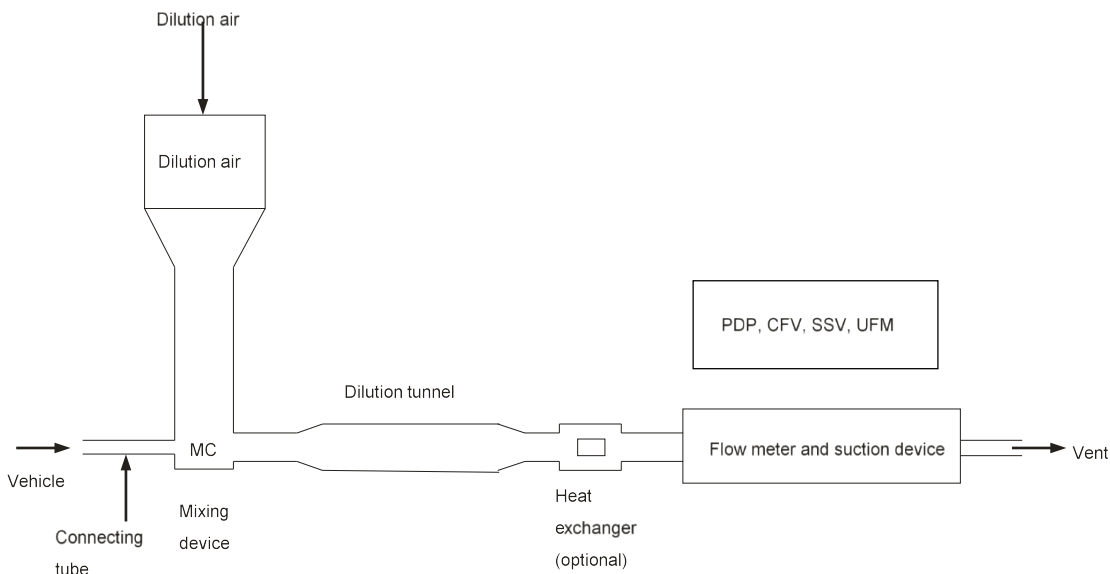 Dilution air
Dilution air
PDP, CFV, SSV, UFM
Dilution tunnel
MC
Flow meter and suction device
Vent
Vehicle
Connecting
tube
Mixing
device
Heat
exchanger
(optional)